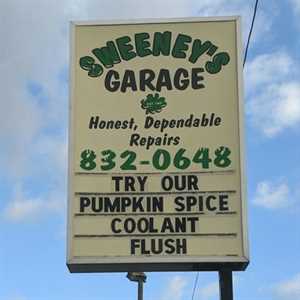 SWEENEY'S
GARAGE
Honest, Dependable
Repairs
832-0648
TRY OUR
PUMPKIN SPICE
COOLANT
FLUSH